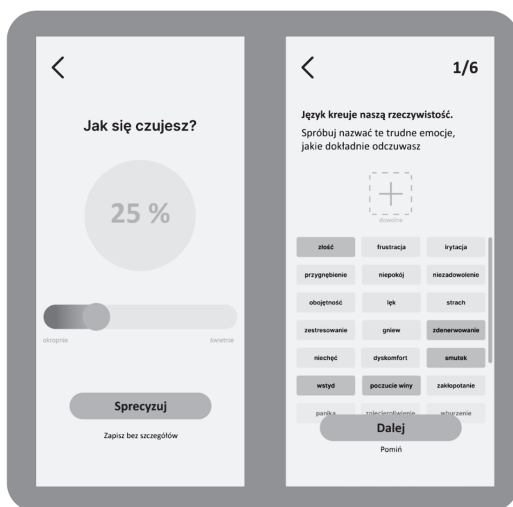 Jak się czujesz?
25 %
okropnie świetnie
Sprecyzuj
Zapisz bez szczegółów
1/6
Język kreuje naszą rzeczywistość.
Spróbuj nazwać te trudne emocje,
jakie dokładnie odczuwasz
dowolne
złość frustracja irytacja
przygnębienie niepokój niezadowolenie
obojętność lęk strach
zestresowanie gniew zdenerwowanie
niechęć dyskomfort smutek
wstyd poczucie winy zakłopotanie
panika zniecierpliwienie wburzenie
Dalej
Pomiń